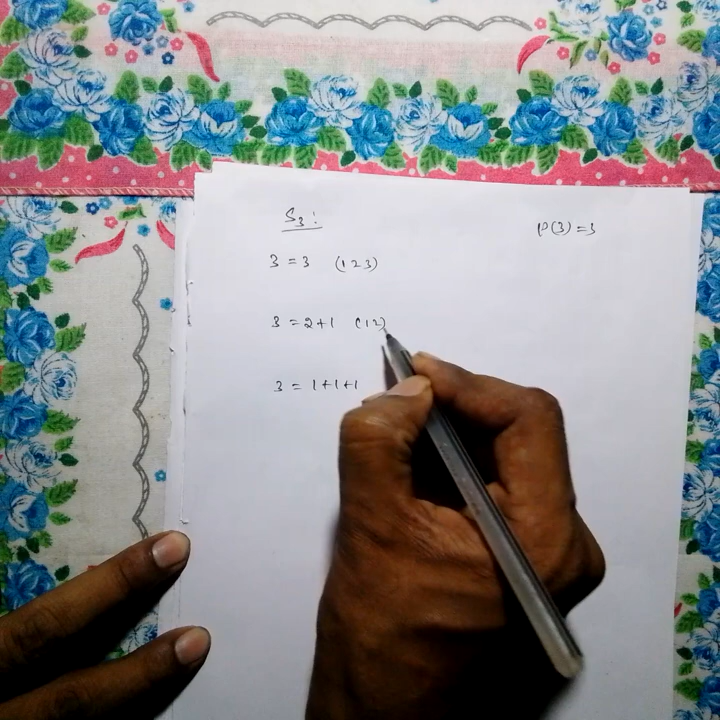 S3:
P(3)=3
3 = 3 (1 2 3)
3 = 2+1 (1 2)
3 = 1+1+1